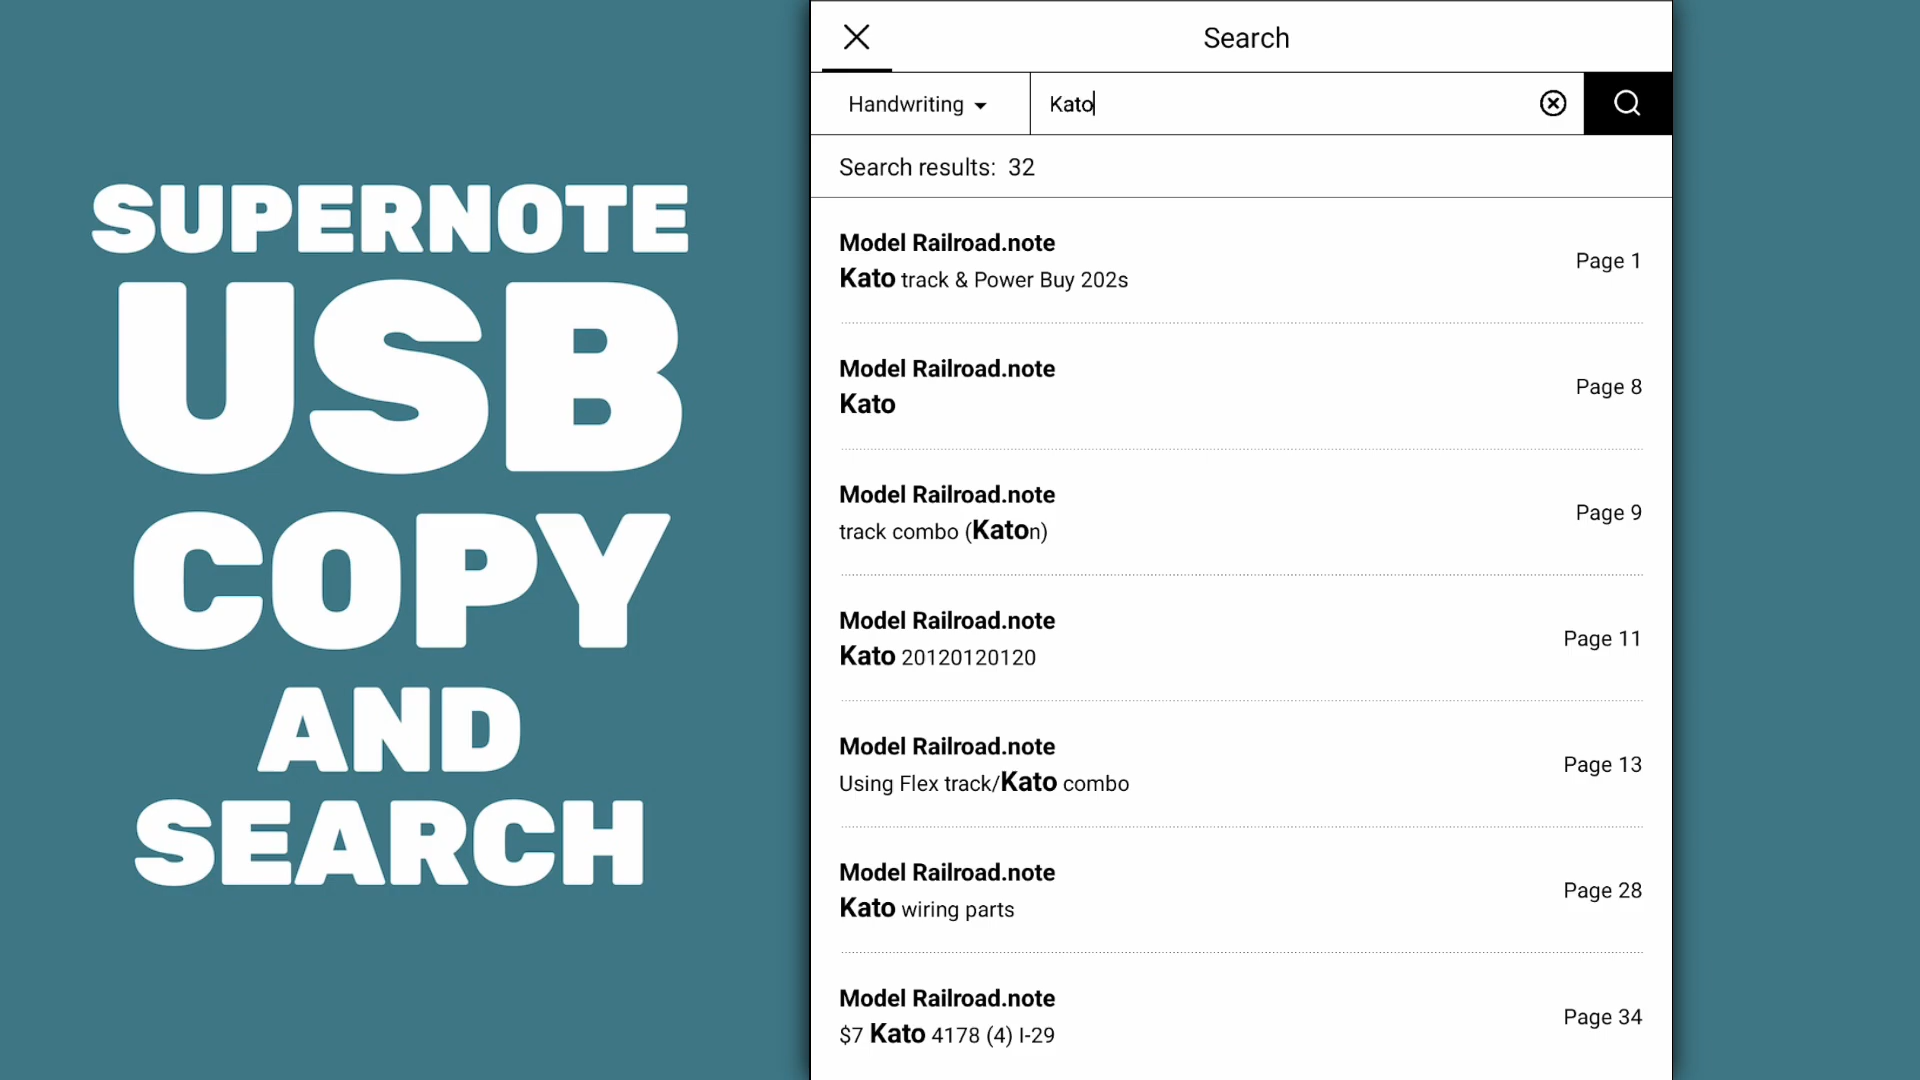 SUPERNOTE
USB
COPY
AND
SEARCH
Search
Handwriting
Kato
Search results: 32
Model Railroad.note
Kato track & Power Buy 202s
Page 1
Model Railroad.note
Kato
Page 8
Model Railroad.note
track combo (Katon)
Page 9
Model Railroad.note
Kato 20120120120
Page 11
Model Railroad.note
Using Flex track/Kato combo
Page 13
Model Railroad.note
Kato wiring parts
Page 28
Model Railroad.note
$7 Kato 4178 (4) I-29
Page 34